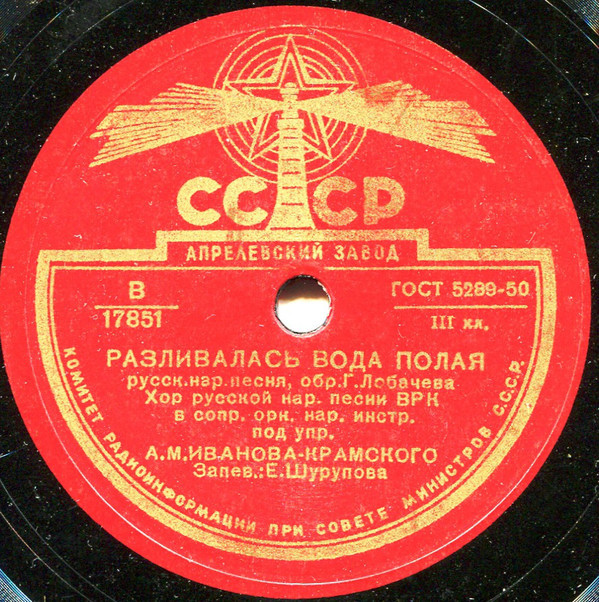 СССР
АПРЕЛЕВСКИЙ ЗАВОД
В
17851
ГОСТ 5289-50
III кл.
РАЗЛИВАЛАСЬ ВОДА ПОЛАЯ
русск.нар.песня, обр.Г.Лобачева
Хор русской нар. песни ВРК
в сопр. орк. нар. инстр.
под упр.
А.М.ИВАНОВА-КРАМСКОГО
Запев.:Е.Шурупова
КОМИТЕТ РАДИОИНФОРМАЦИИ ПРИ СОВЕТЕ МИНИСТРОВ С.С.С.Р.